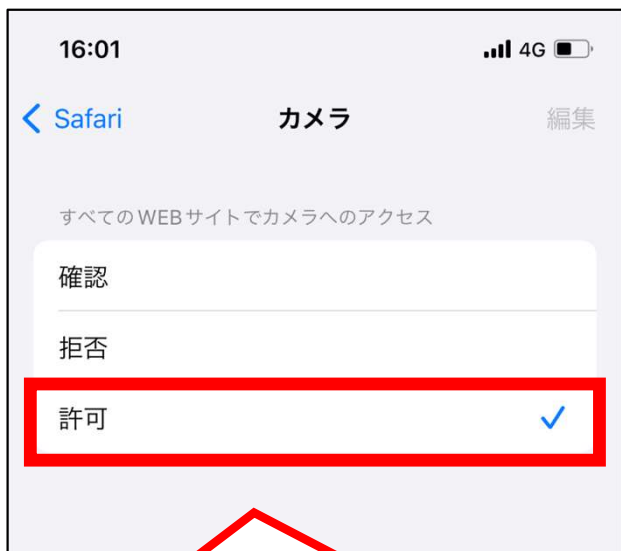 16:01 4G
Safari カメラ 編集
すべてのWEBサイトでカメラへのアクセス
確認
拒否
許可